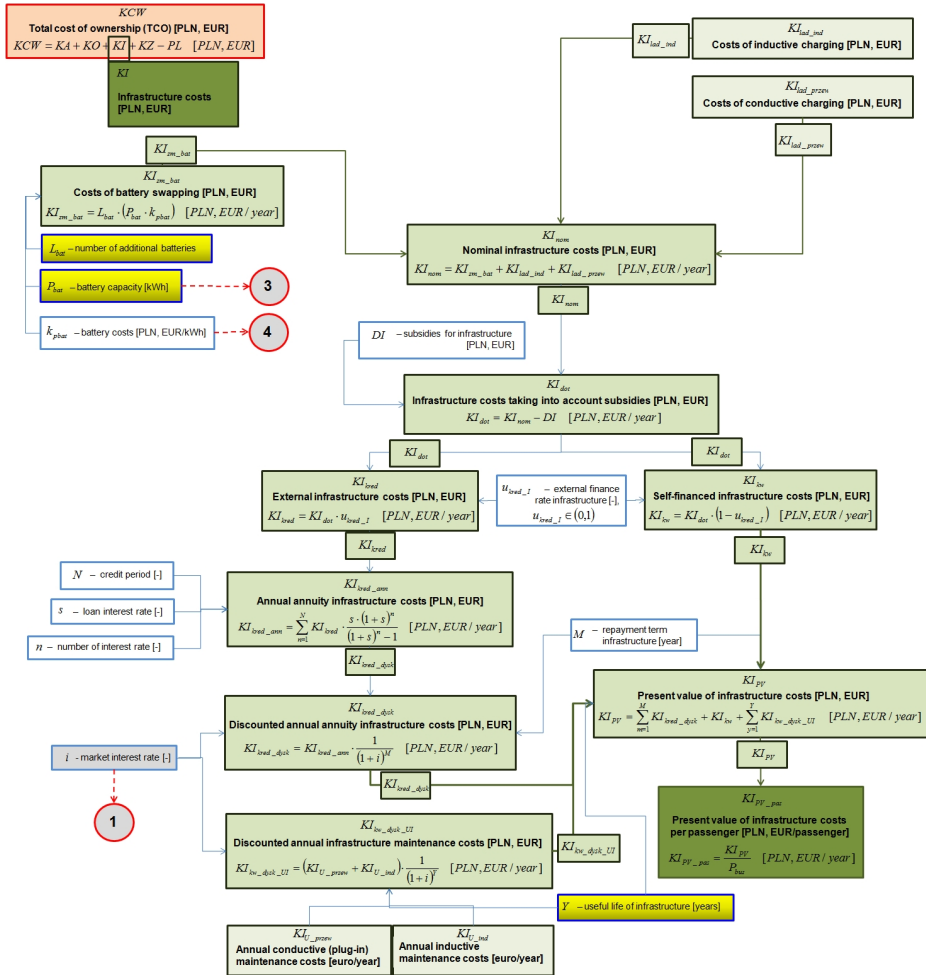 KCW
Total cost of ownership (TCO) [PLN, EUR]
KCW = KA + KO + KI + KZ − PL [PLN, EUR]
KI
Infrastructure costs
[PLN, EUR]
KI_lad_ind
KI_lad_ind
Costs of inductive charging [PLN, EUR]
KI_lad_przew
Costs of conductive charging [PLN, EUR]
KI_lad_przew
KI_zm_bat
KI_zm_bat
Costs of battery swapping [PLN, EUR]
KI_zm_bat = L_bat · (P_bat · k_pbat) [PLN, EUR / year]
L_bat – number of additional batteries
P_bat – battery capacity [kWh]
3
k_pbat – battery costs [PLN, EUR/kWh]
4
KI_nom
Nominal infrastructure costs [PLN, EUR]
KI_nom = KI_zm_bat + KI_lad_ind + KI_lad_przew [PLN, EUR / year]
KI_nom
DI – subsidies for infrastructure
[PLN, EUR]
KI_dot
Infrastructure costs taking into account subsidies [PLN, EUR]
KI_dot = KI_nom − DI [PLN, EUR / year]
KI_dot
KI_dot
KI_kred
External infrastructure costs [PLN, EUR]
KI_kred = KI_dot · u_kred_I [PLN, EUR / year]
u_kred_I – external finance
rate infrastructure [-],
u_kred_I ∈ (0,1)
KI_kw
Self-financed infrastructure costs [PLN, EUR]
KI_kw = KI_dot · (1 − u_kred_I) [PLN, EUR / year]
KI_kred
KI_kw
N – credit period [-]
s – loan interest rate [-]
n – number of interest rate [-]
KI_kred_ann
Annual annuity infrastructure costs [PLN, EUR]
KI_kred_ann = ∑_{n=1}^{N} KI_kred · s · (1 + s)^n / ((1 + s)^n − 1) [PLN, EUR / year]
KI_kred_dysk
M – repayment term
infrastructure [year]
KI_kred_dysk
Discounted annual annuity infrastructure costs [PLN, EUR]
KI_kred_dysk = KI_kred_ann · 1 / (1 + i)^M [PLN, EUR / year]
KI_kred_dysk
KI_PV
Present value of infrastructure costs [PLN, EUR]
KI_PV = ∑_{m=1}^{M} KI_kred_dysk + KI_kw + ∑_{y=1}^{Y} KI_kw_dysk_UI [PLN, EUR / year]
KI_PV
i – market interest rate [-]
1
KI_kw_dysk_UI
Discounted annual infrastructure maintenance costs [PLN, EUR]
KI_kw_dysk_UI = (KI_U_przew + KI_U_ind) · 1 / (1 + i)^Y [PLN, EUR / year]
KI_kw_dysk_UI
KI_PV_pas
Present value of infrastructure costs
per passenger [PLN, EUR/passenger]
KI_PV_pas = KI_PV / P_bus [PLN, EUR / year]
Y – useful life of infrastructure [years]
KI_U_przew
Annual conductive (plug-in)
maintenance costs [euro/year]
KI_U_ind
Annual inductive
maintenance costs [euro/year]